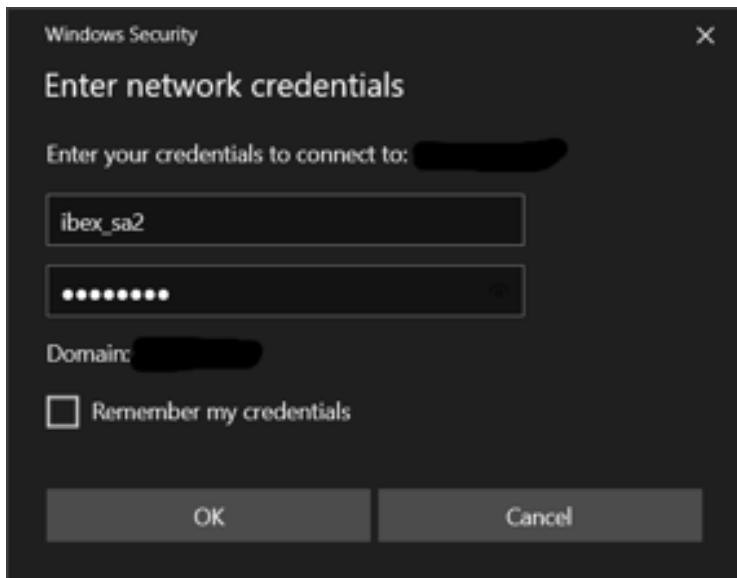 Windows Security
Enter network credentials
Enter your credentials to connect to:
ibex_sa2
●●●●●●●●
Domain:
Remember my credentials
OK
Cancel